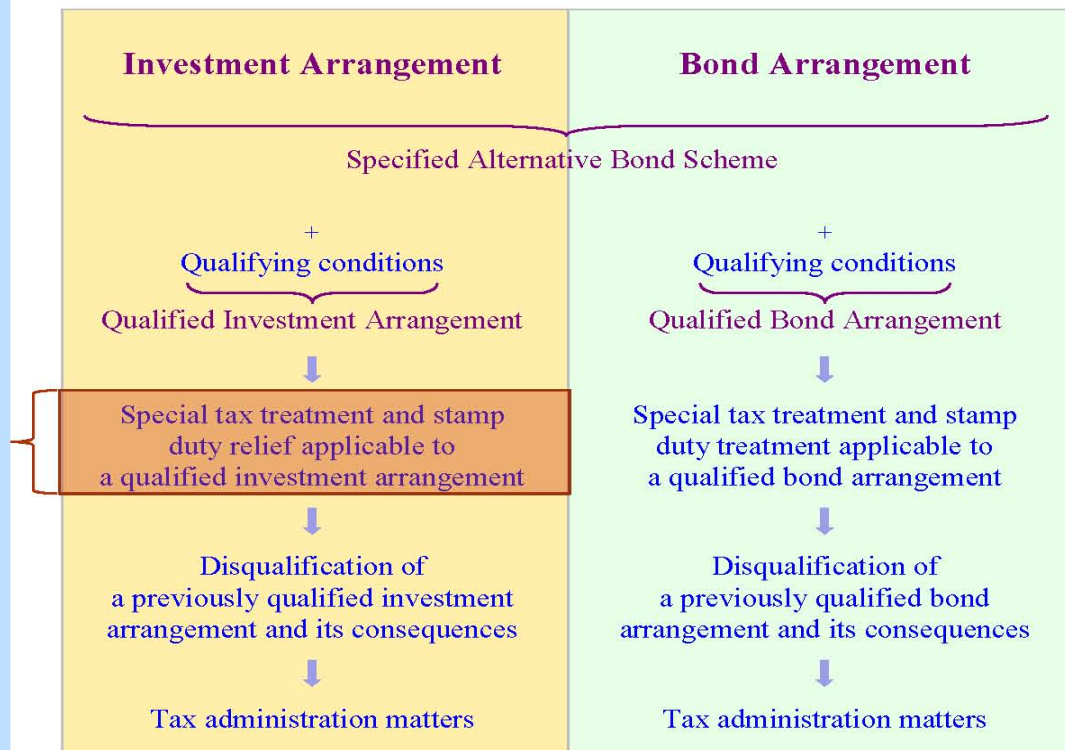 Investment Arrangement
Bond Arrangement
Specified Alternative Bond Scheme
+
Qualifying conditions
Qualified Investment Arrangement
Special tax treatment and stamp
duty relief applicable to
a qualified investment arrangement
Disqualification of
a previously qualified investment
arrangement and its consequences
Tax administration matters
+
Qualifying conditions
Qualified Bond Arrangement
Special tax treatment and stamp
duty treatment applicable to
a qualified bond arrangement
Disqualification of
a previously qualified bond
arrangement and its consequences
Tax administration matters